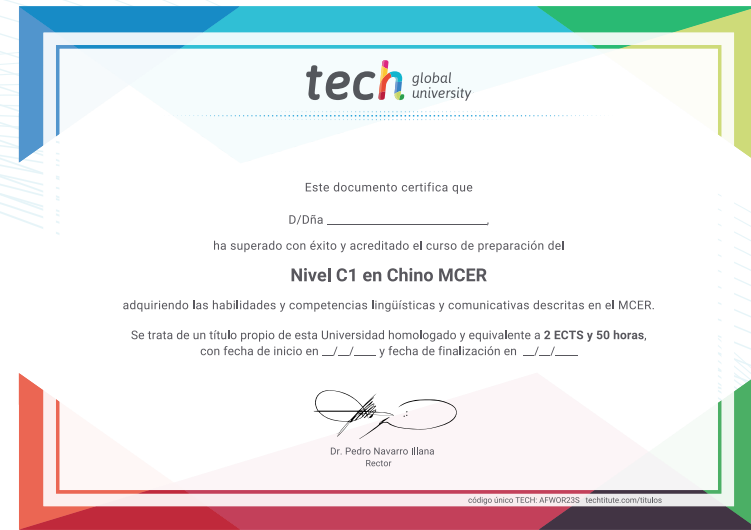 tech global university
Este documento certifica que
D/Dña ______________________,
ha superado con éxito y acreditado el curso de preparación del
Nivel C1 en Chino MCER
adquiriendo las habilidades y competencias lingüísticas y comunicativas descritas en el MCER.
Se trata de un título propio de esta Universidad homologado y equivalente a 2 ECTS y 50 horas,
con fecha de inicio en __/__/____ y fecha de finalización en __/__/____
Dr. Pedro Navarro Illana
Rector
código único TECH: AFWOR23S techtitute.com/titulos